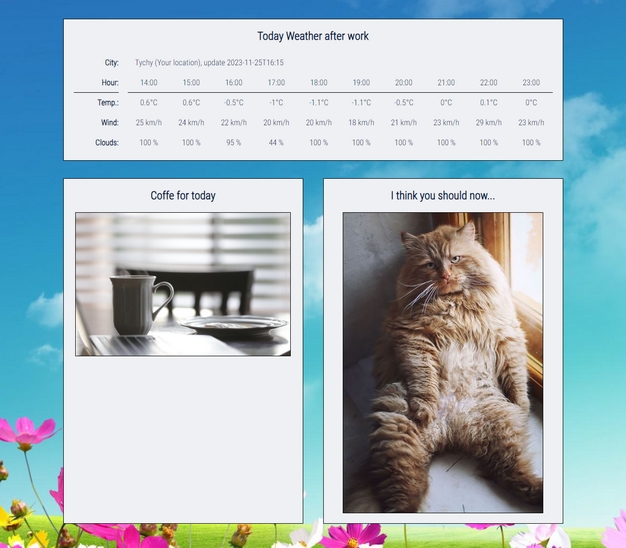 Today Weather after work
City: Tychy (Your location), update 2023-11-25T16:15
Hour: 14:00 15:00 16:00 17:00 18:00 19:00 20:00 21:00 22:00 23:00
Temp.: 0.6°C 0.6°C -0.5°C -1°C -1.1°C -1.1°C -0.5°C 0°C 0.1°C 0°C
Wind: 25 km/h 24 km/h 22 km/h 20 km/h 20 km/h 18 km/h 21 km/h 23 km/h 29 km/h 23 km/h
Clouds: 100 % 100 % 95 % 44 % 100 % 100 % 100 % 100 % 100 % 100 %
Coffe for today
I think you should now...